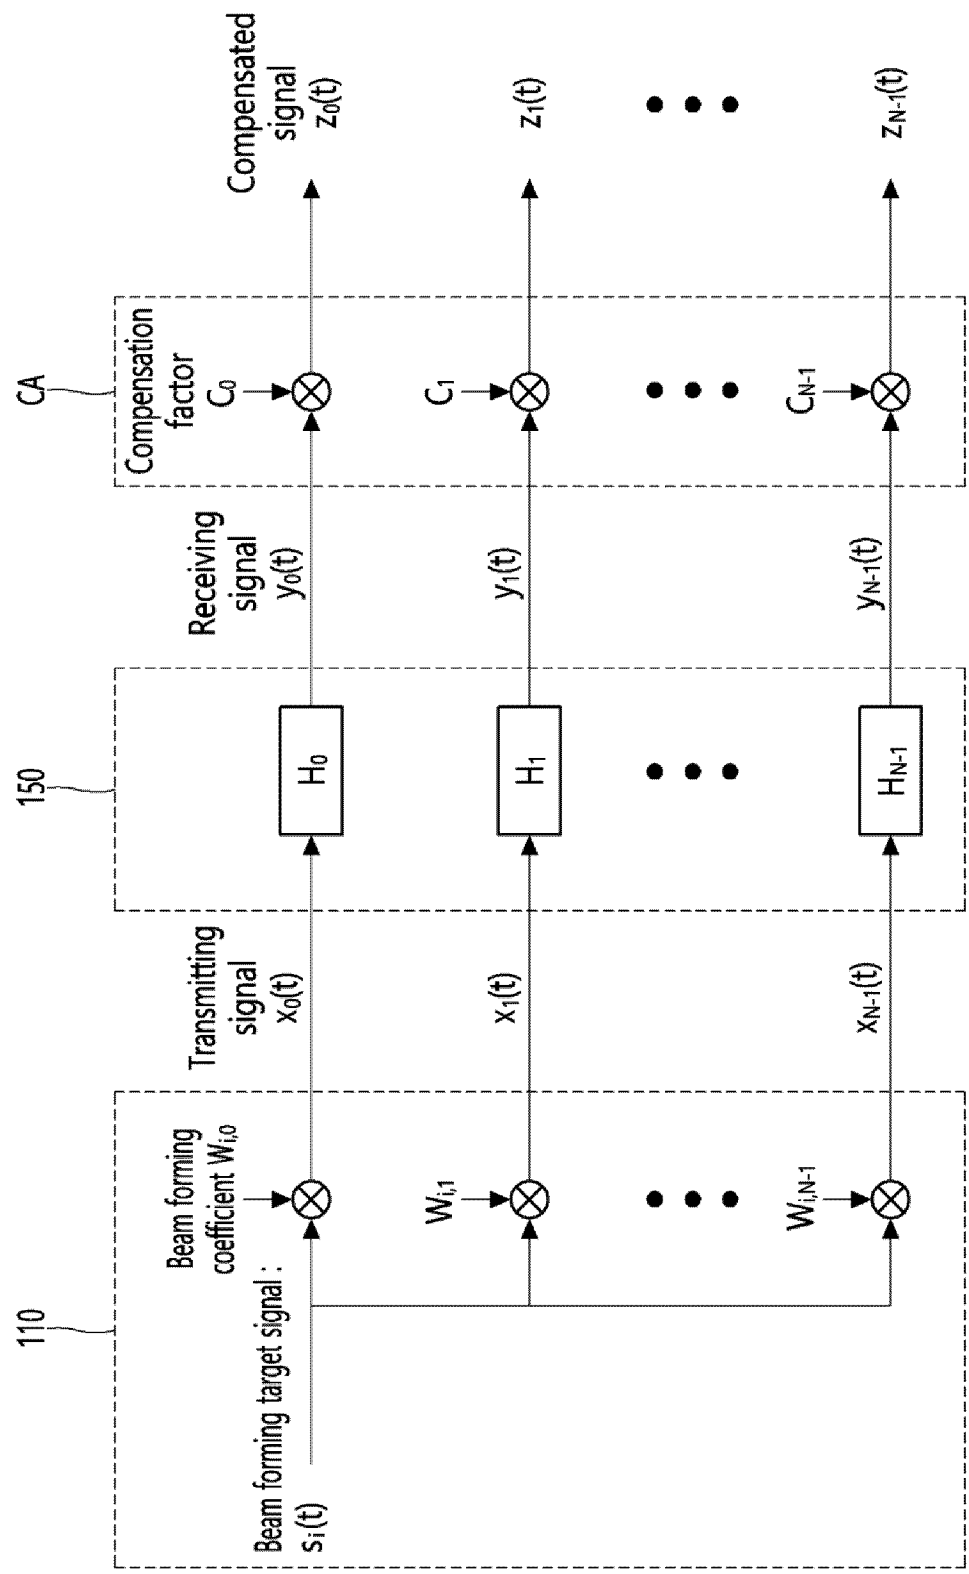 110
150
CA
Beam forming target signal :
sᵢ(t)
Beam forming
coefficient Wᵢ,₀
Transmitting
signal
x₀(t)
H₀
Receiving
signal
y₀(t)
Compensation
factor
C₀
Compensated
signal
z₀(t)
Wᵢ,₁
x₁(t)
H₁
y₁(t)
C₁
z₁(t)
Wᵢ,N-1
xN-1(t)
HN-1
yN-1(t)
CN-1
zN-1(t)